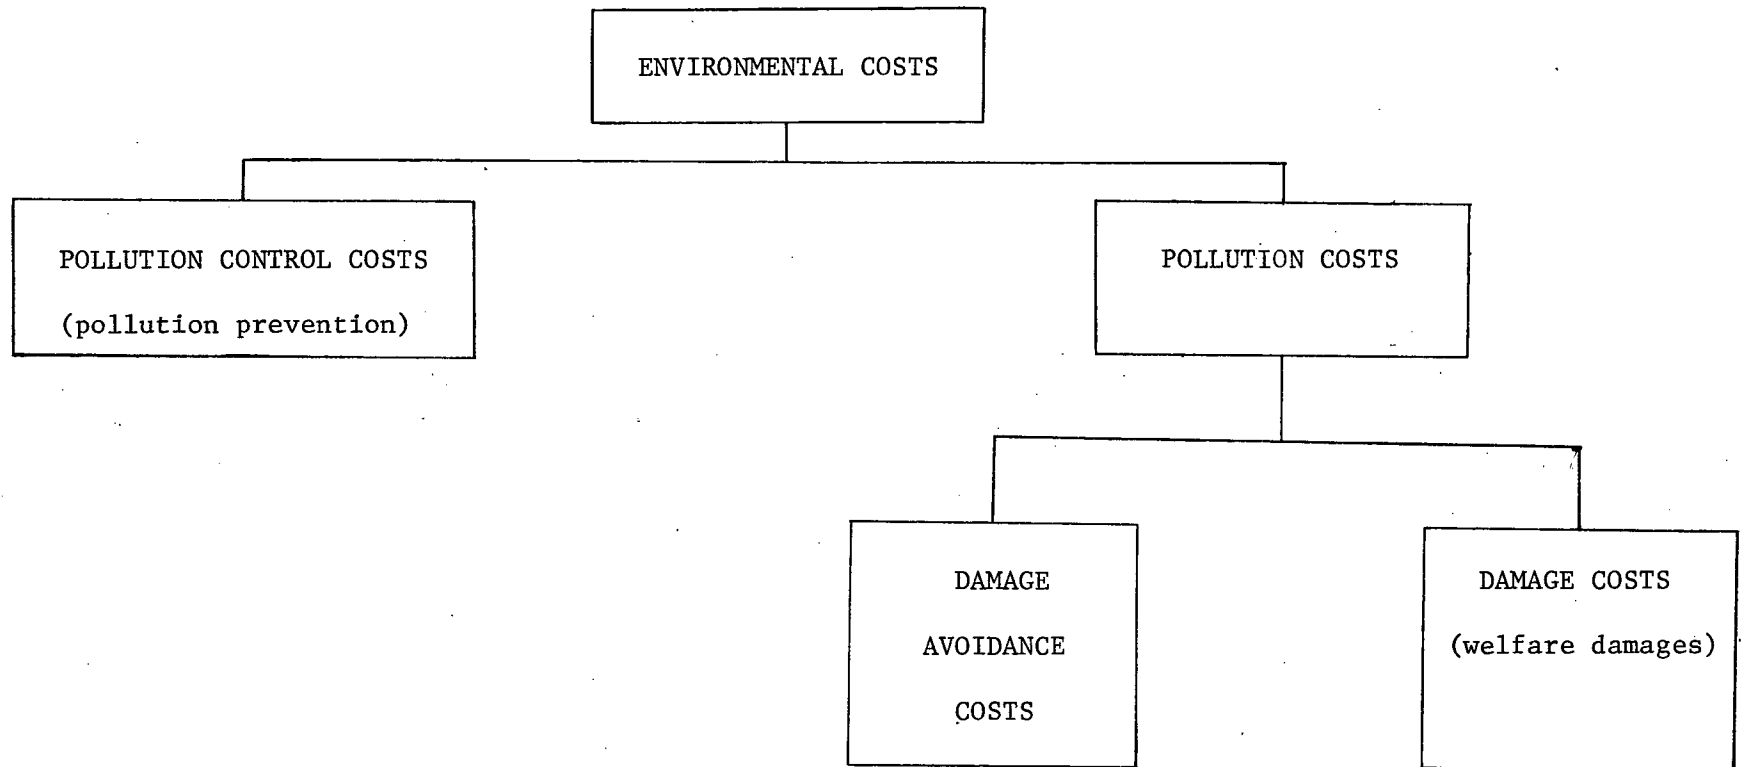 ENVIRONMENTAL COSTS
POLLUTION CONTROL COSTS
(pollution prevention)
POLLUTION COSTS
DAMAGE
AVOIDANCE
COSTS
DAMAGE COSTS
(welfare damages)